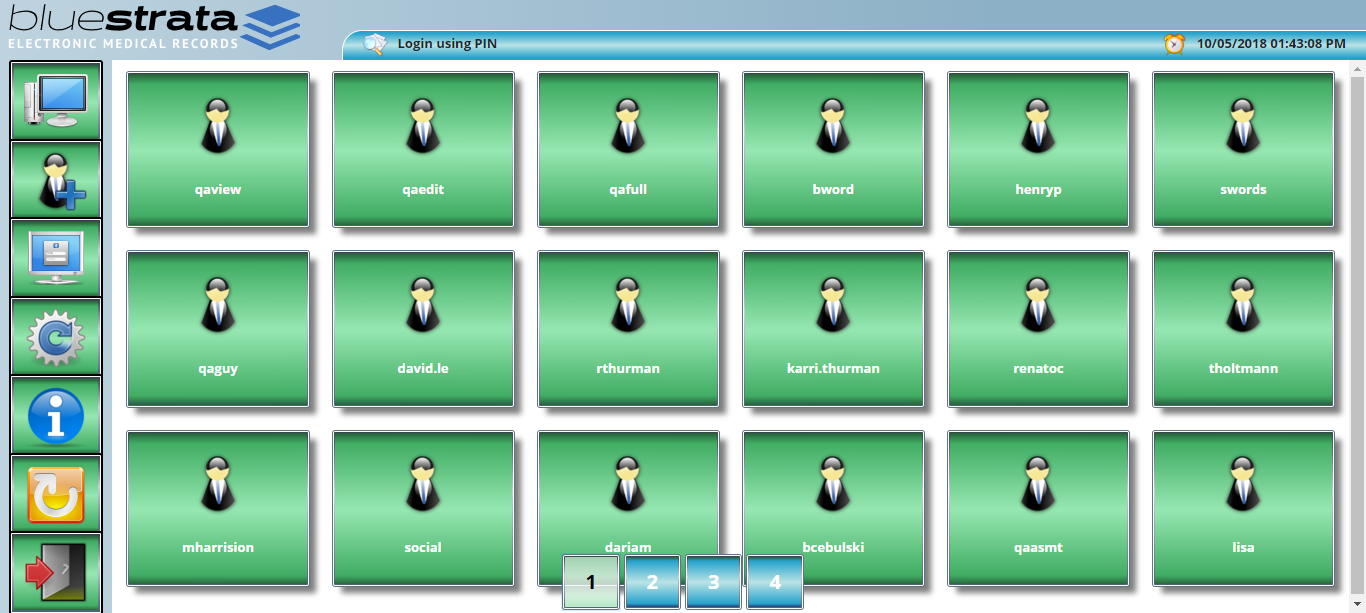 bluestrata
ELECTRONIC MEDICAL RECORDS
Login using PIN
10/05/2018 01:43:08 PM
qaview
qaedit
qafull
bword
henryp
swords
qaguy
david.le
rthurman
karri.thurman
renatoc
tholtmann
mharrision
social
dariam
bcebulski
qaasmt
lisa
1
2
3
4